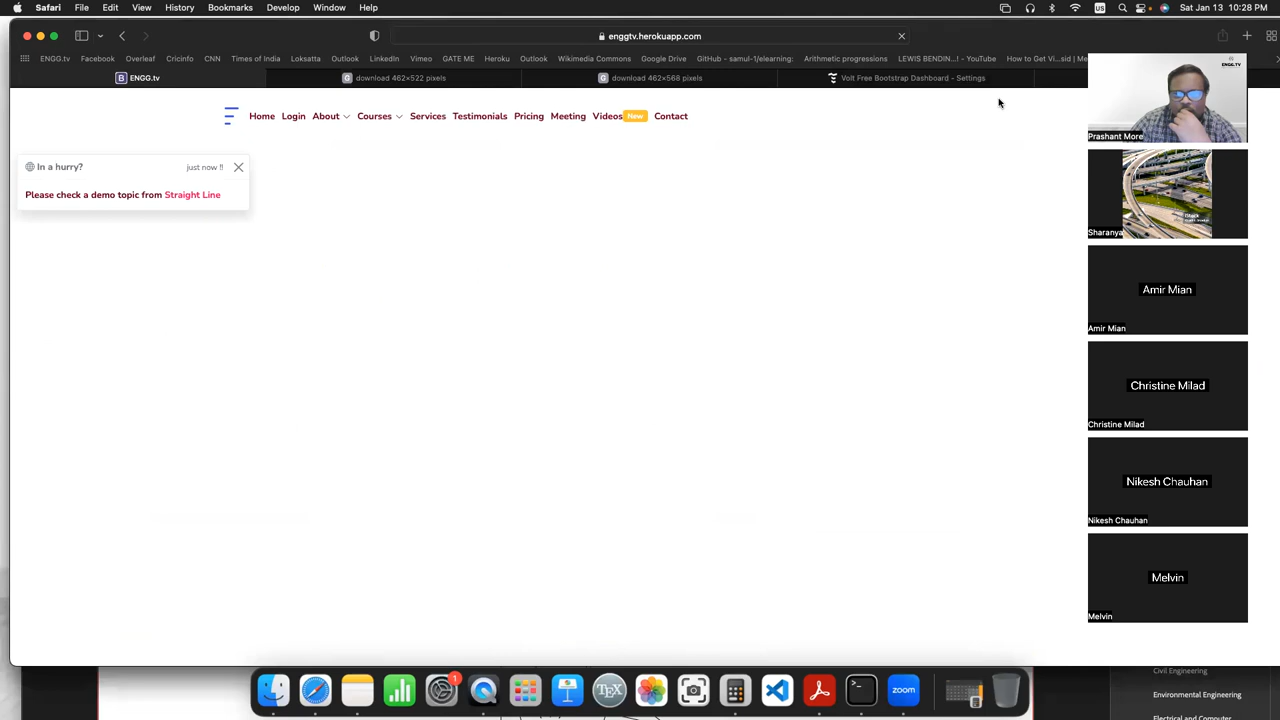 Safari File Edit View History Bookmarks Develop Window Help US Sat Jan 13 10:28 PM
enggtv.herokuapp.com
ENGG.tv Facebook Overleaf Cricinfo CNN Times of India Loksatta Outlook LinkedIn Vimeo GATE ME Heroku Outlook Wikimedia Commons Google Drive GitHub - samul-1/elearning: Arithmetic progressions LEWIS BENDIN...! - YouTube How to Get Vi...sid | Me
B ENGG.tv G download 462×522 pixels G download 462×568 pixels Volt Free Bootstrap Dashboard - Settings
Home Login About Courses Services Testimonials Pricing Meeting Videos New Contact
In a hurry? just now !!
Please check a demo topic from Straight Line
ENGG.TV
Prashant More
iStock
Sharanya
Amir Mian
Amir Mian
Christine Milad
Christine Milad
Nikesh Chauhan
Nikesh Chauhan
Melvin
Melvin
1
TEX
zoom
Civil Engineering
Environmental Engineering
Electrical and Computer